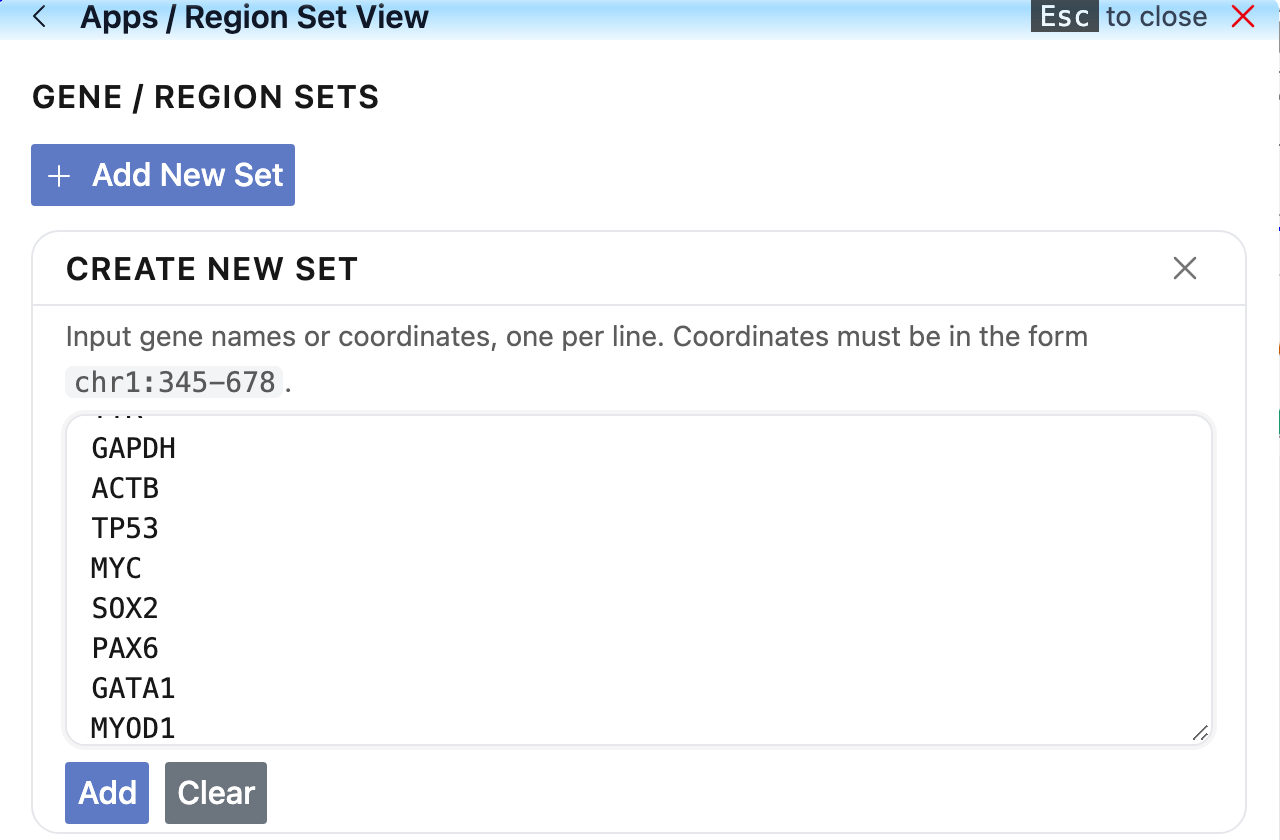 Apps / Region Set View
Esc to close
GENE / REGION SETS
+ Add New Set
CREATE NEW SET
Input gene names or coordinates, one per line. Coordinates must be in the form
chr1:345-678.
GAPDH
ACTB
TP53
MYC
SOX2
PAX6
GATA1
MYOD1
Add
Clear